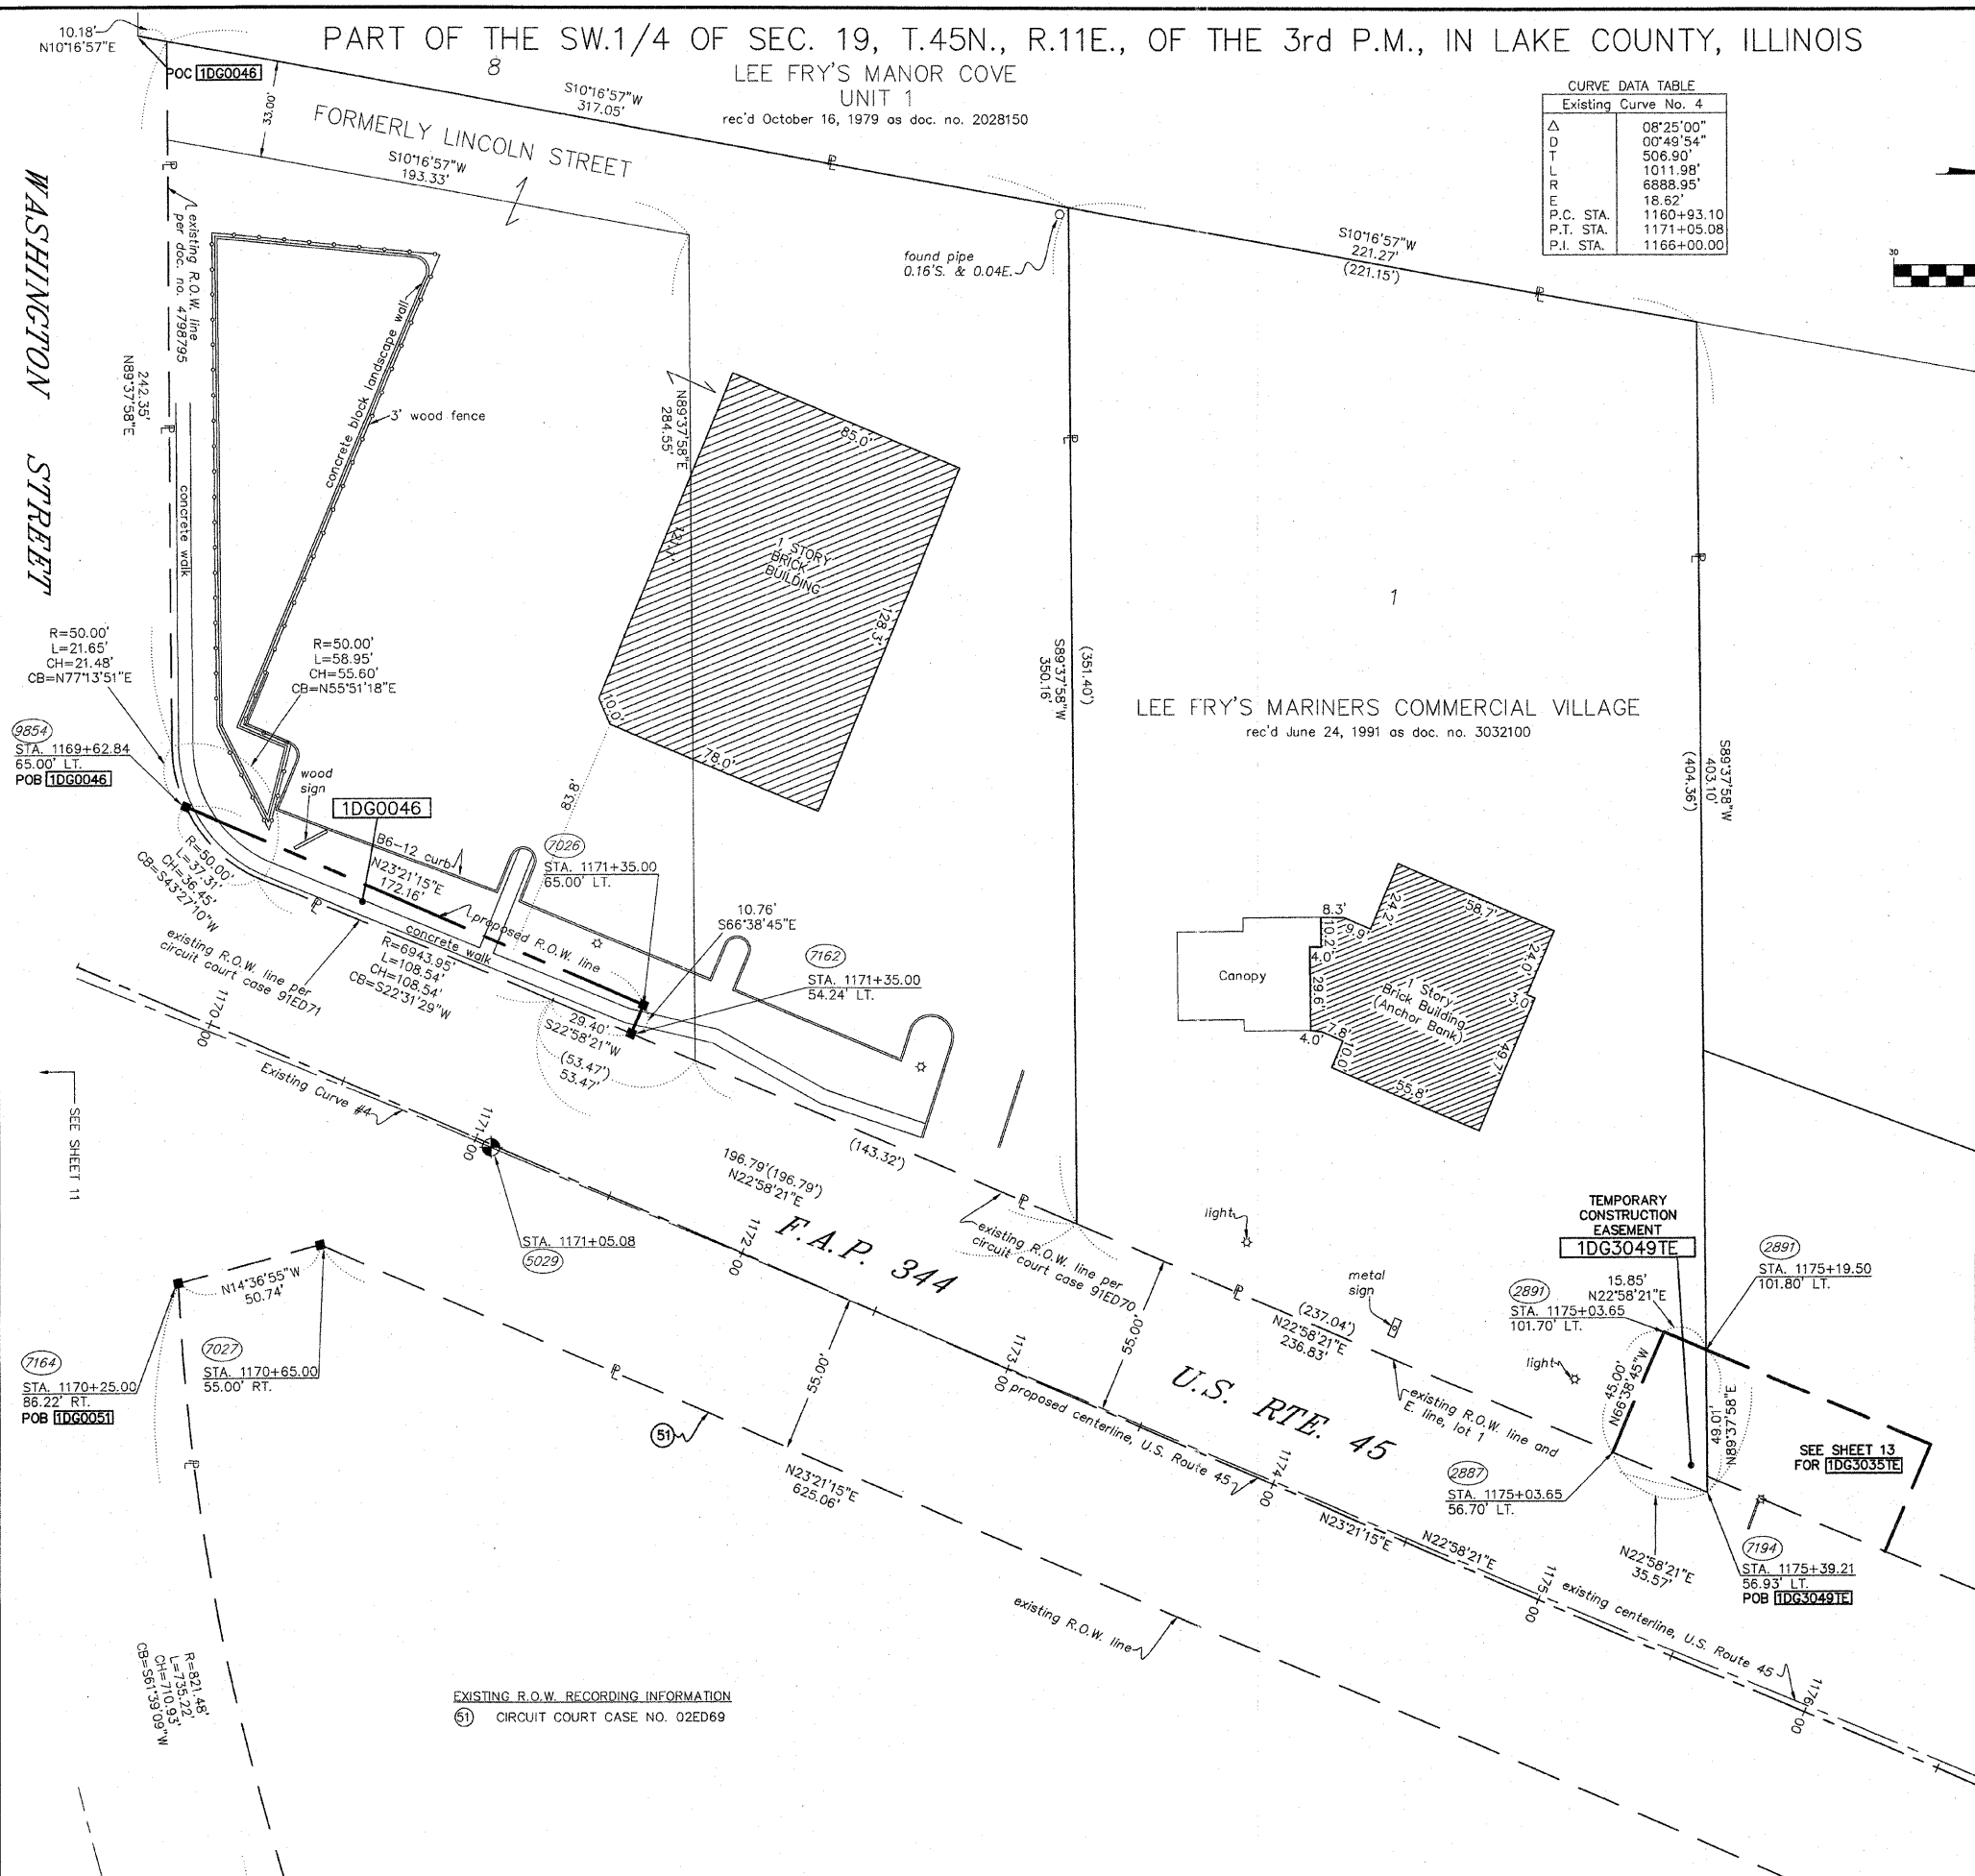 PART OF THE SW.1/4 OF SEC. 19, T.45N., R.11E., OF THE 3rd P.M., IN LAKE COUNTY, ILLINOIS
10.18'
N10°16'57"E
POC 1DG0046
8
LEE FRY'S MANOR COVE
UNIT 1
rec'd October 16, 1979 as doc. no. 2028150
S10°16'57"W
317.05'
33.00'
FORMERLY LINCOLN STREET
S10°16'57"W
193.33'
CURVE DATA TABLE
Existing Curve No. 4
Δ 08°25'00"
D 00°49'54"
T 506.90'
L 1011.98'
R 6888.95'
E 18.62'
P.C. STA. 1160+93.10
P.T. STA. 1171+05.08
P.I. STA. 1166+00.00
30
WASHINGTON STREET
existing R.O.W. line
per doc. no. 4798795
242.35'
N89°37'58"E
concrete walk
concrete block landscape wall
3' wood fence
found pipe
0.16'S. & 0.04'E.
S10°16'57"W
221.27'
(221.15')
N89°37'58"E
284.55'
85.0'
121.1'
1 STORY
BRICK
BUILDING
128.3'
10.0'
78.0'
83.8'
S89°37'58"W
350.16'
(351.40')
1
LEE FRY'S MARINERS COMMERCIAL VILLAGE
rec'd June 24, 1991 as doc. no. 3032100
S89°37'58"W
403.10'
(404.36')
R=50.00'
L=21.65'
CH=21.48'
CB=N77°13'51"E
R=50.00'
L=58.95'
CH=55.60'
CB=N55°51'18"E
9854
STA. 1169+62.84
65.00' LT.
POB 1DG0046
wood
sign
1DG0046
B6-12 curb
N23°21'15"E
172.16'
proposed R.O.W. line
concrete walk
R=50.00'
L=37.31'
CH=36.45'
CB=S43°27'10"W
existing R.O.W. line per
circuit court case 91ED71
R=6943.95'
L=108.54'
CH=108.54'
CB=S22°31'29"W
7026
STA. 1171+35.00
65.00' LT.
10.76'
S66°38'45"E
7162
STA. 1171+35.00
54.24' LT.
29.40'
S22°58'21"W
(53.47')
53.47'
8.3'
9.9'
24.2'
58.7'
10.2'
4.0'
24.0'
Canopy
29.6'
1 Story
Brick Building
(Anchor Bank)
3.0'
4.0'
7.8'
10.0'
49.7'
55.8'
1170+00
Existing Curve #4
SEE SHEET 11
1171+00
STA. 1171+05.08
5029
196.79'(196.79')
N22°58'21"E
(143.32')
1172+00
F.A.P. 344
existing R.O.W. line per
circuit court case 91ED70
55.00'
55.00'
N14°36'55"W
50.74'
7164
STA. 1170+25.00
86.22' RT.
POB 1DG0051
7027
STA. 1170+65.00
55.00' RT.
51
N23°21'15"E
625.06'
1173+00
proposed centerline, U.S. Route 45
U.S. RTE. 45
light
metal
sign
(237.04')
N22°58'21"E
236.83'
existing R.O.W. line and
E. line, lot 1
light
TEMPORARY
CONSTRUCTION
EASEMENT
1DG3049TE
2891
STA. 1175+03.65
101.70' LT.
15.85'
N22°58'21"E
2891
STA. 1175+19.50
101.80' LT.
45.00'
N66°38'45"W
49.01'
N89°37'58"E
SEE SHEET 13
FOR 1DG3035TE
2887
STA. 1175+03.65
56.70' LT.
1174+00
N23°21'15"E
N22°58'21"E
N22°58'21"E
35.57'
7194
STA. 1175+39.21
56.93' LT.
POB 1DG3049TE
1175+00
existing centerline, U.S. Route 45
1176+00
existing R.O.W. line
R=821.48'
L=735.22'
CH=710.93'
CB=S61°39'09"W
EXISTING R.O.W. RECORDING INFORMATION
51 CIRCUIT COURT CASE NO. 02ED69